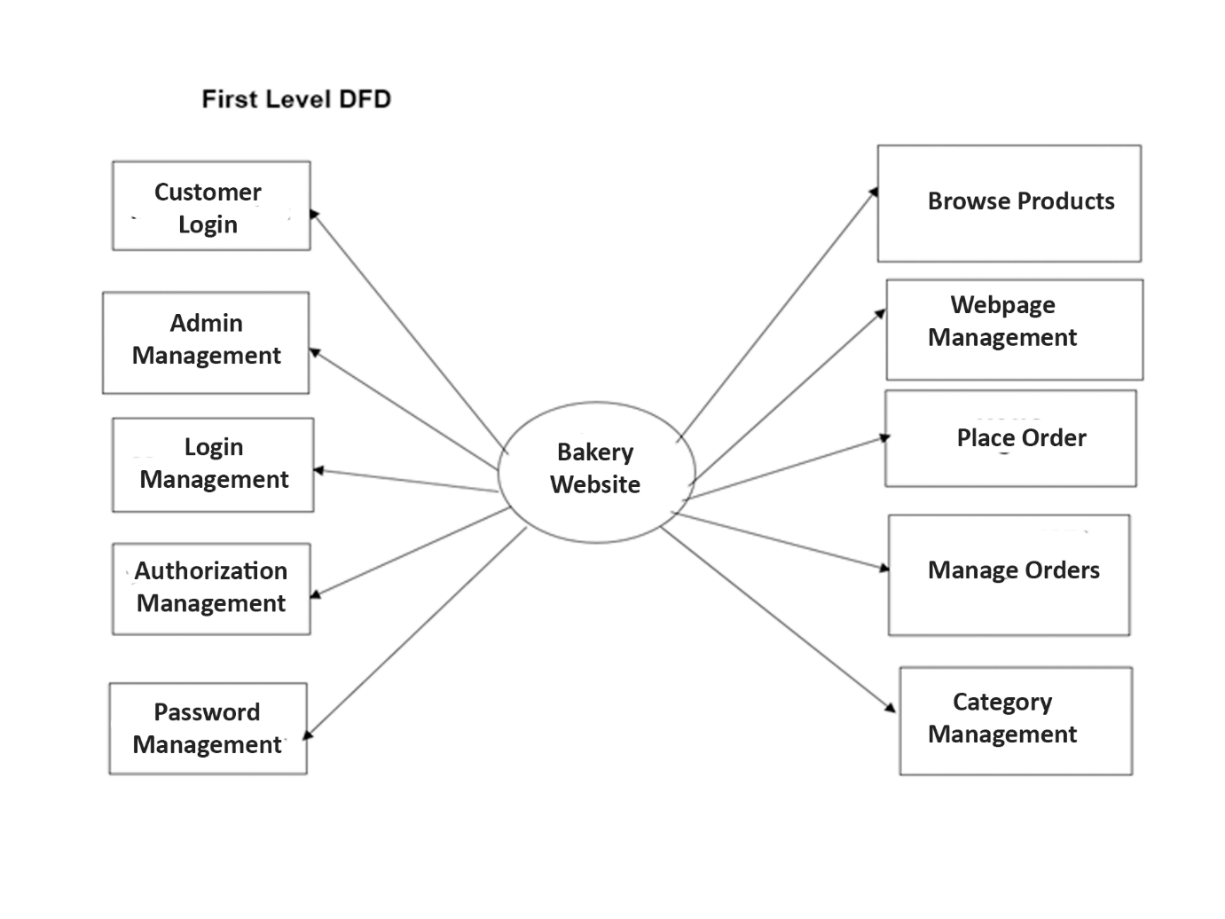 First Level DFD
Customer
Login
Admin
Management
Login
Management
Authorization
Management
Password
Management
Bakery
Website
Browse Products
Webpage
Management
Place Order
Manage Orders
Category
Management